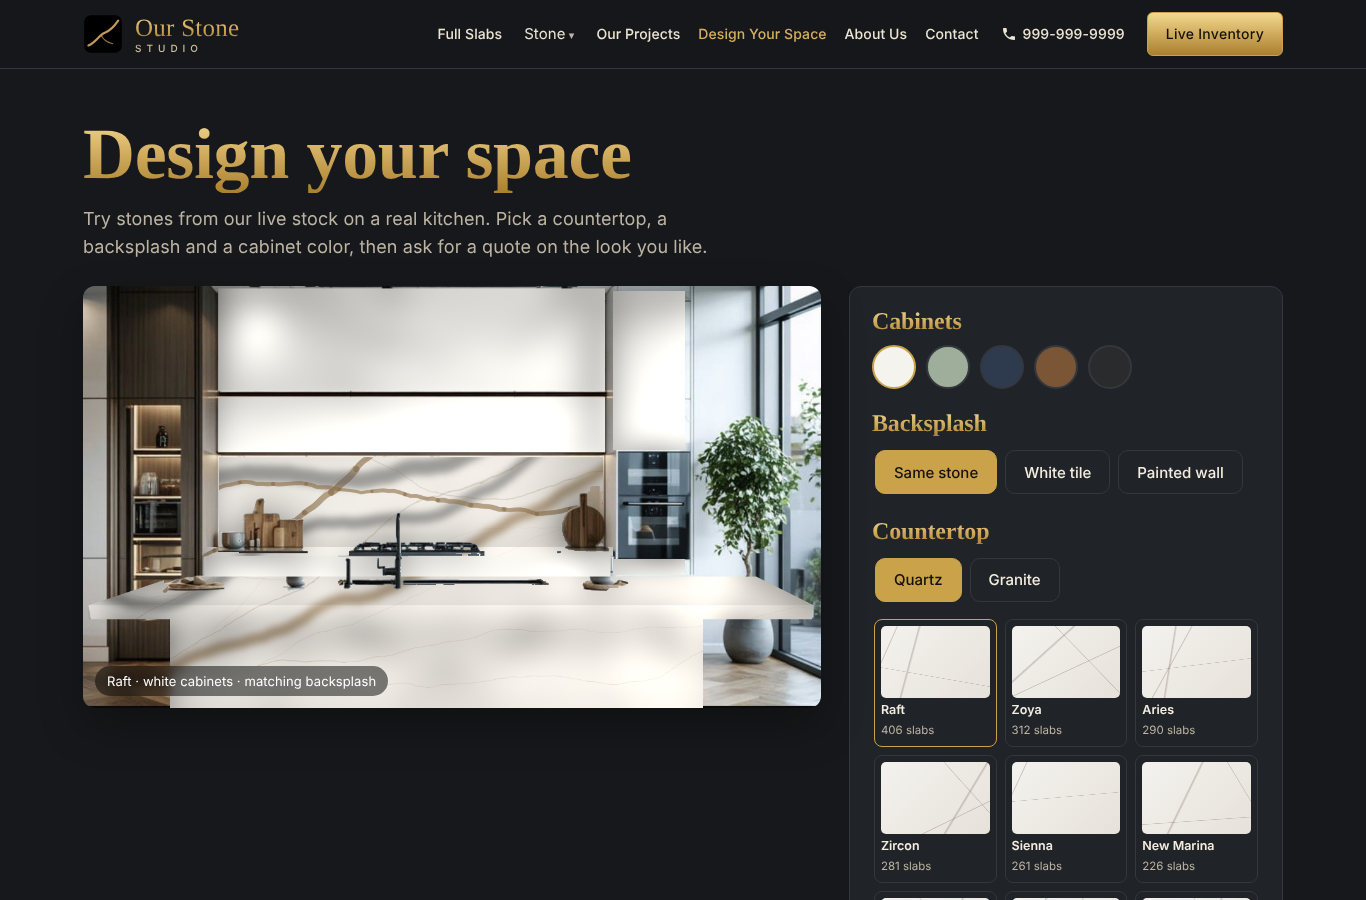 Our Stone
STUDIO
Full Slabs
Stone ▾
Our Projects
Design Your Space
About Us
Contact
999-999-9999
Live Inventory
Design your space
Try stones from our live stock on a real kitchen. Pick a countertop, a
backsplash and a cabinet color, then ask for a quote on the look you like.
Raft · white cabinets · matching backsplash
Cabinets
Backsplash
Same stone
White tile
Painted wall
Countertop
Quartz
Granite
Raft
406 slabs
Zoya
312 slabs
Aries
290 slabs
Zircon
281 slabs
Sienna
261 slabs
New Marina
226 slabs